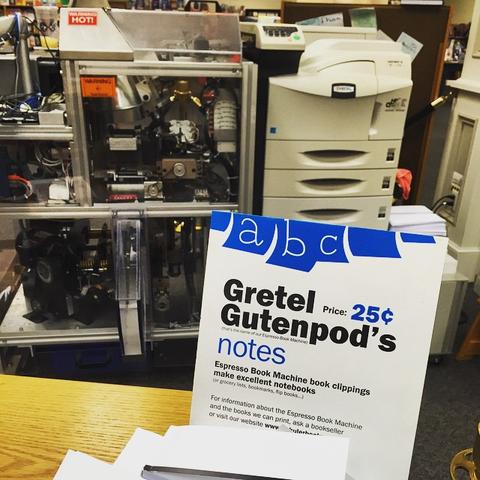 WARNING
HOT!
WARNING
abc
Gretel
Price: 25¢
Gutenpod's
(that's the name of our Espresso Book Machine)
notes
Espresso Book Machine book clippings
make excellent notebooks
(or grocery lists, bookmarks, flip books...)
For information about the Espresso Book Machine
and the books we can print, ask a bookseller
or visit our website